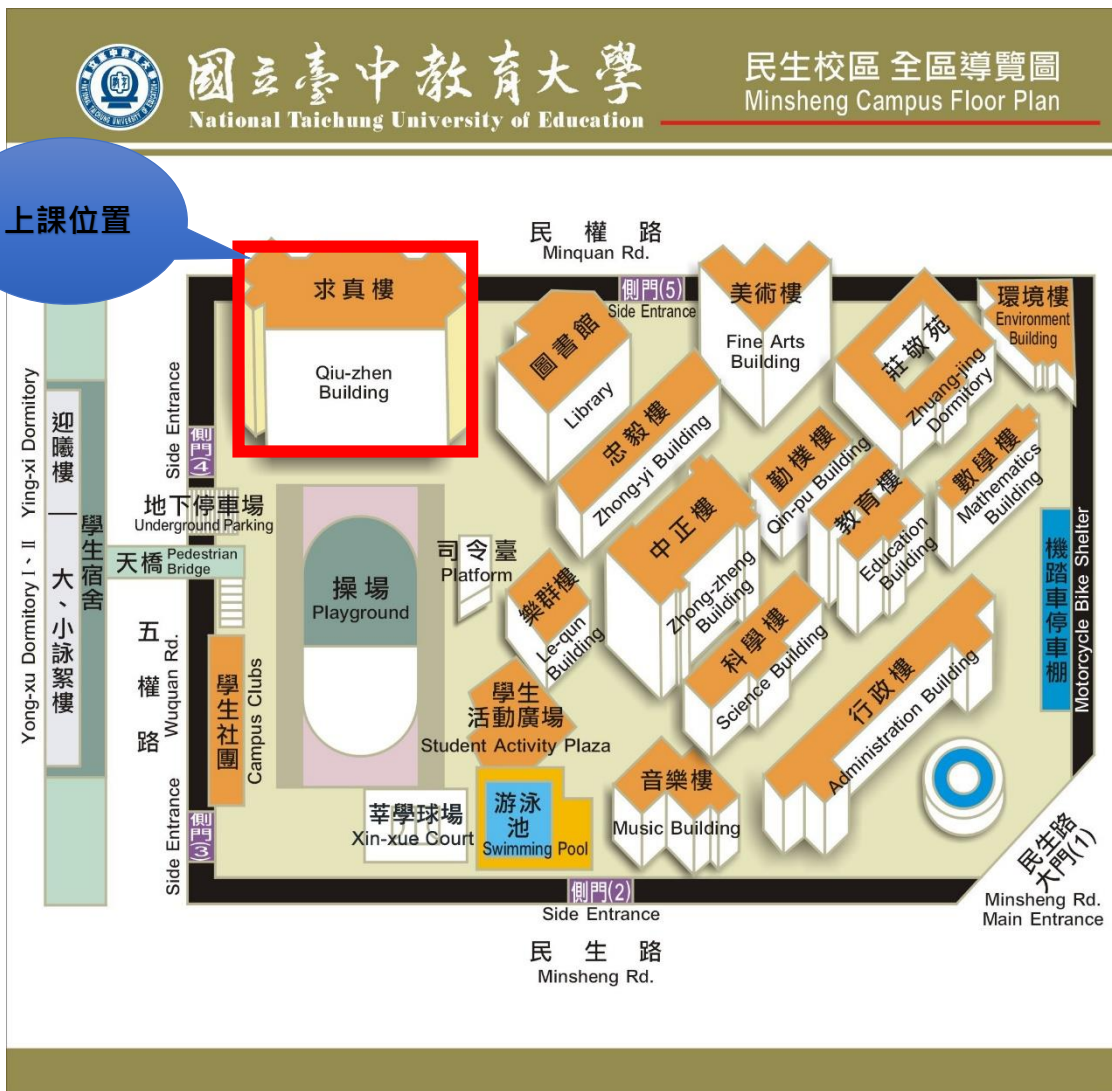 國立臺中教育大學
National Taichung University of Education
民生校區 全區導覽圖
Minsheng Campus Floor Plan
上課位置
民權路
Minquan Rd.
求真樓
Qiu-zhen
Building
側門(5)
Side Entrance
圖書館
Library
美術樓
Fine Arts
Building
莊敬苑
Zhuang-jing
Dormitory
環境樓
Environment
Building
忠毅樓
Zhong-yi Building
勤樸樓
Qin-pu Building
數學樓
Mathematics
Building
教育樓
Education
Building
中正樓
Zhong-zheng
Building
科學樓
Science Building
行政樓
Administration Building
機踏車停車棚
Motorcycle Bike Shelter
Side Entrance
側門(4)
迎曦樓
Ying-xi Dormitory
大、小詠絮樓
Yong-xu Dormitory I、II
學生宿舍
地下停車場
Underground Parking
天橋
Pedestrian
Bridge
五權路
Wuquan Rd.
操場
Playground
司令臺
Platform
樂群樓
Le-qun
Building
學生
活動廣場
Student Activity Plaza
學生社團
Campus Clubs
側門(3)
Side Entrance
莘學球場
Xin-xue Court
游泳
池
Swimming Pool
音樂樓
Music Building
側門(2)
Side Entrance
民生路
Minsheng Rd.
民生路
大門(1)
Minsheng Rd.
Main Entrance